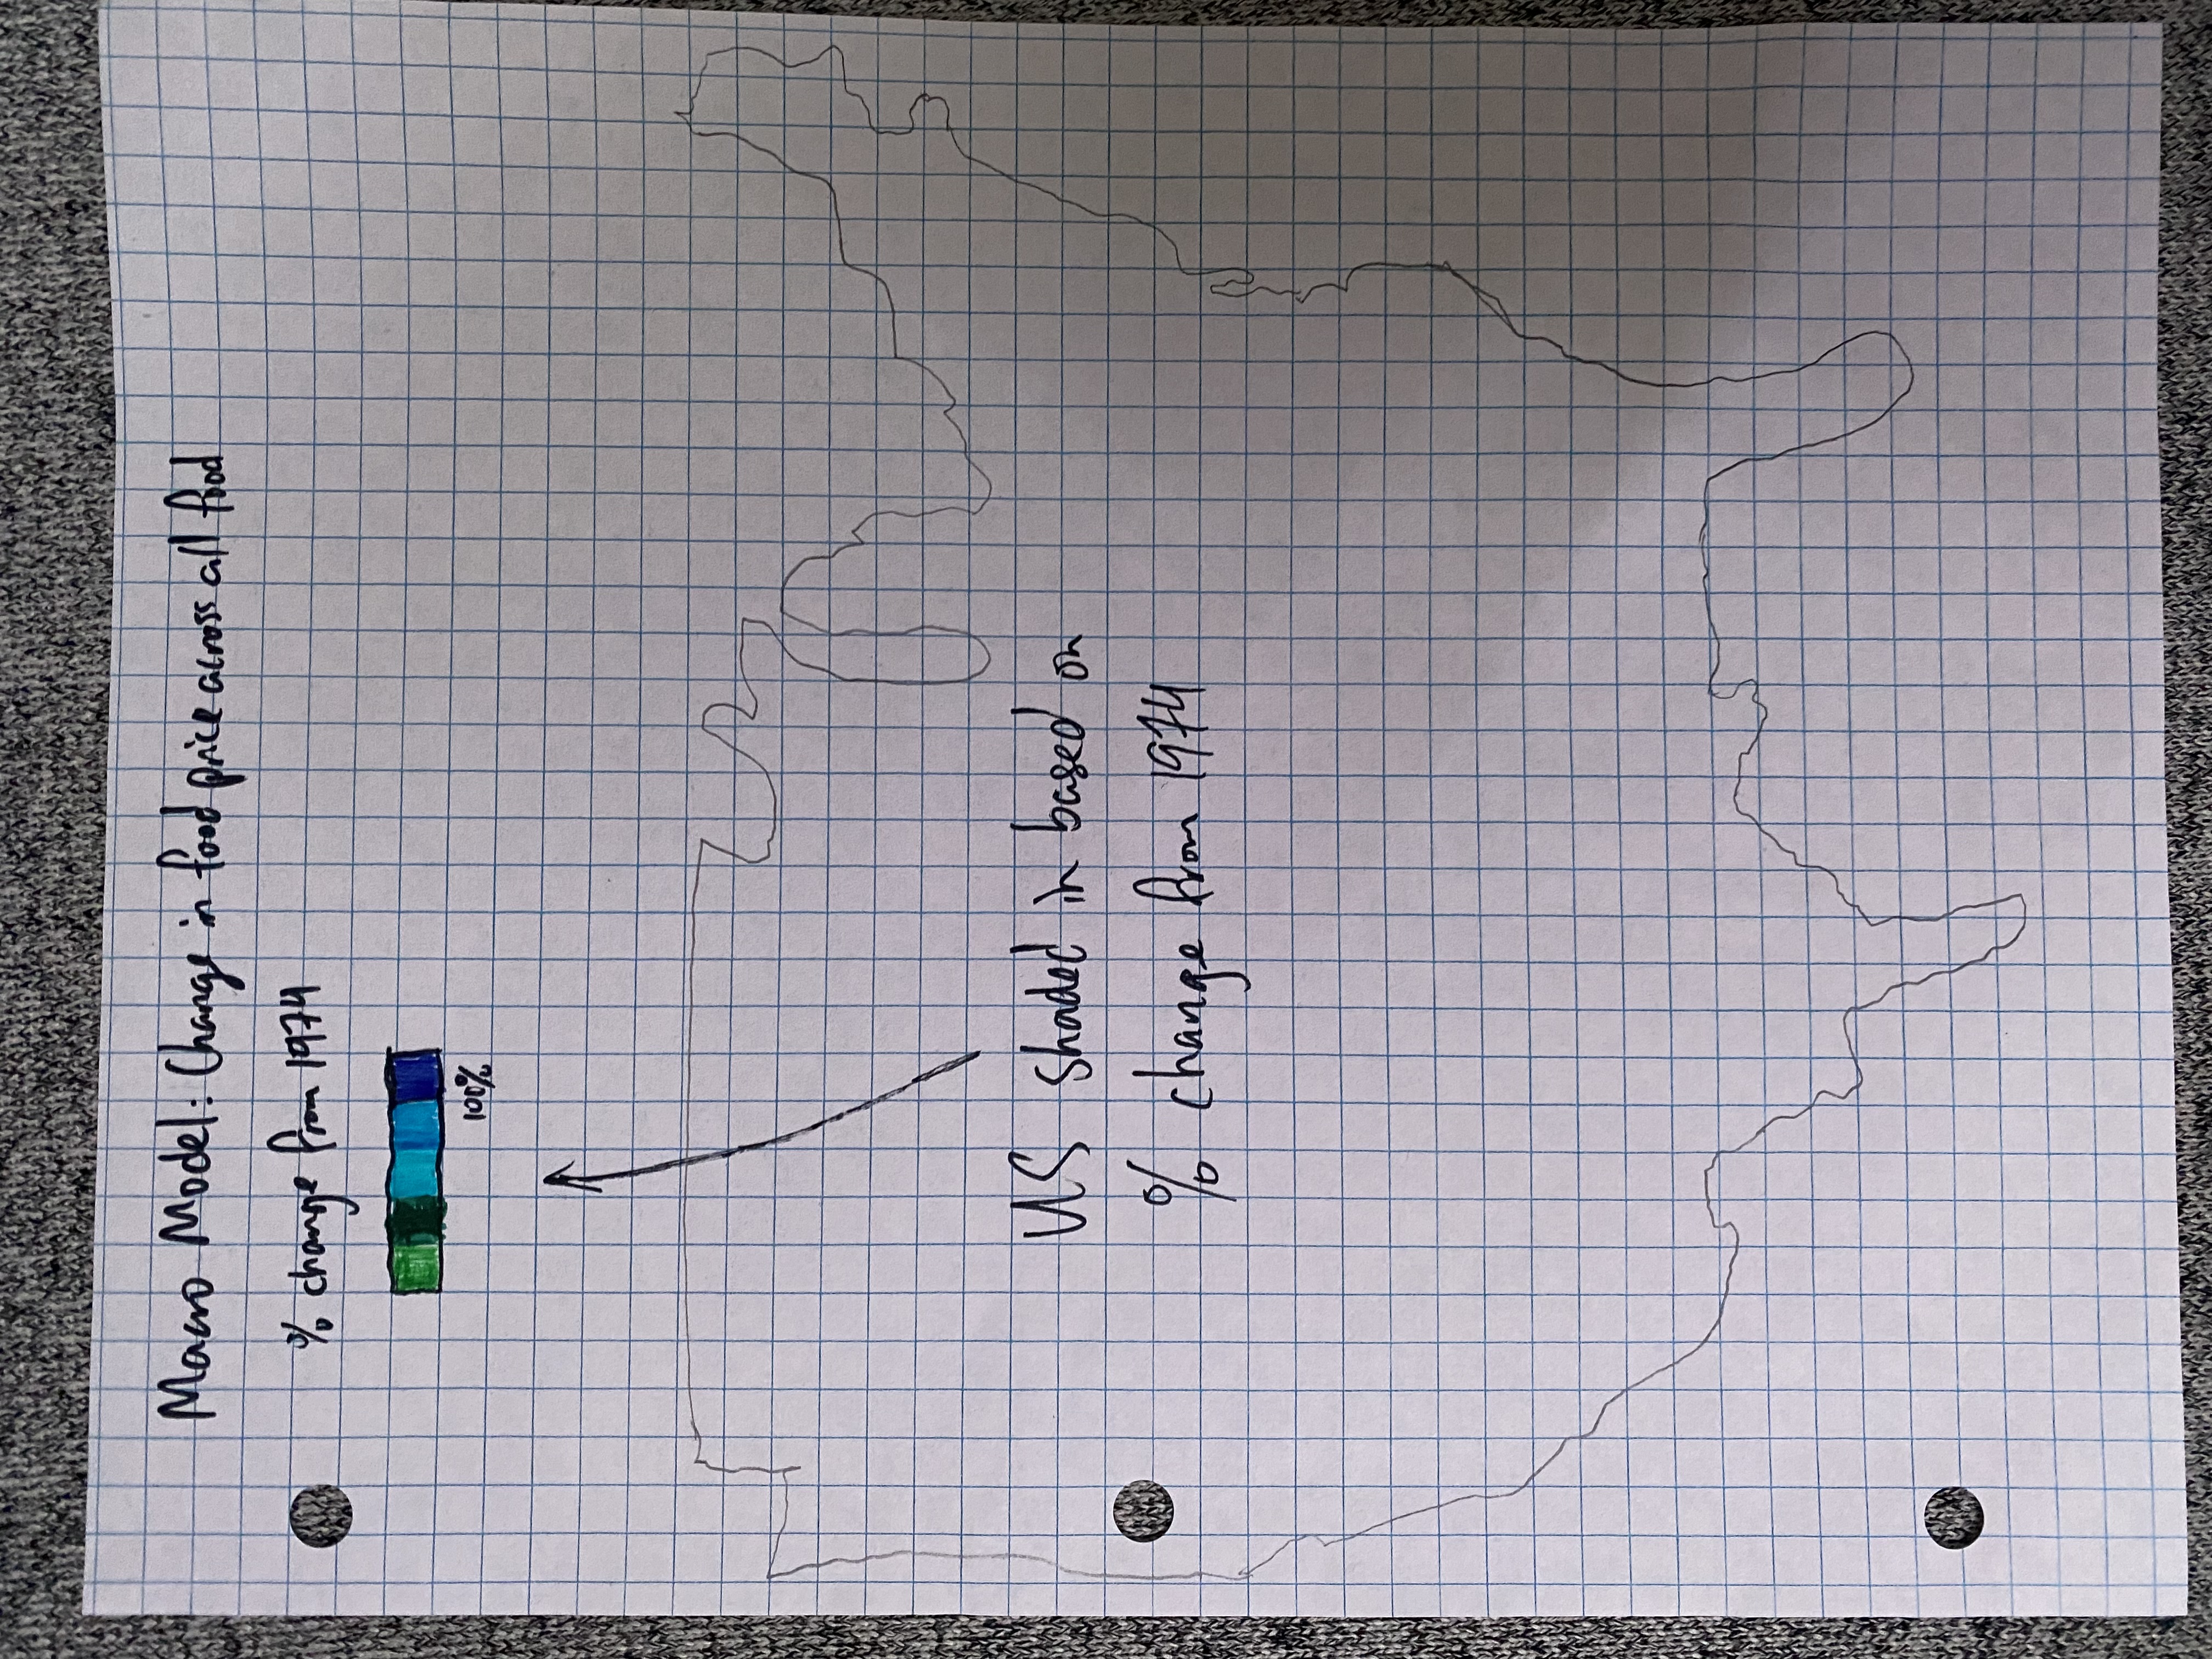 Macro Model: Change in food price across all food
% change from 1974
100%
US shaded in based on
% change from 1974